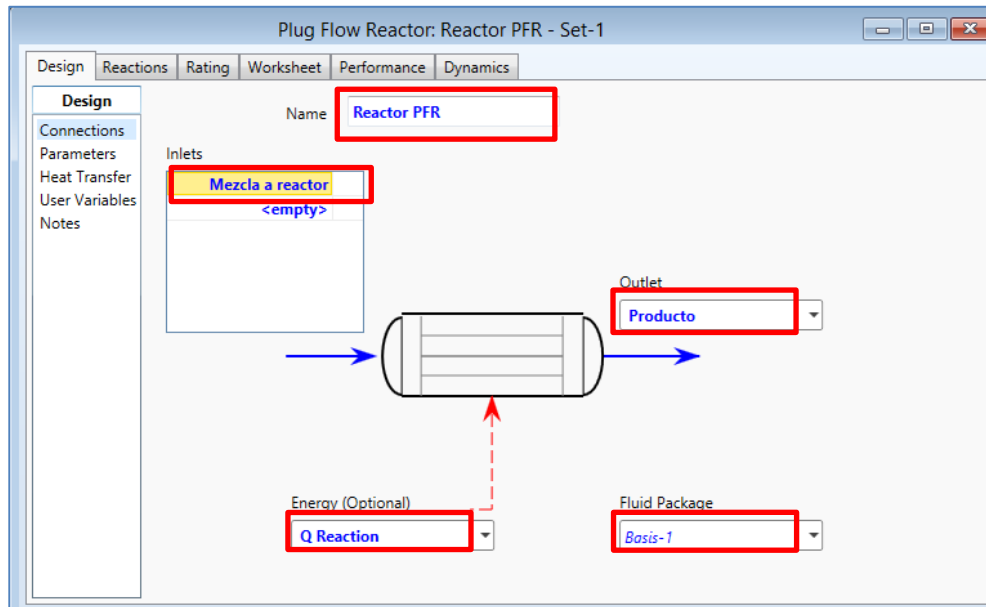 Plug Flow Reactor: Reactor PFR - Set-1
Design Reactions Rating Worksheet Performance Dynamics
Design
Connections
Parameters
Heat Transfer
User Variables
Notes
Name Reactor PFR
Inlets
Mezcla a reactor
<empty>
Outlet
Producto
Energy (Optional)
Q Reaction
Fluid Package
Basis-1